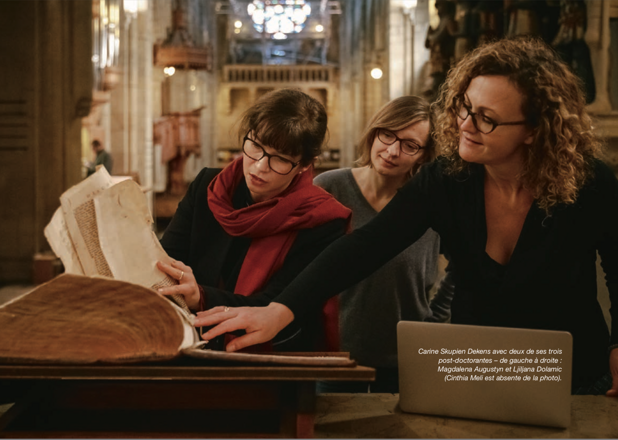 Carine Skupien Dekens avec deux de ses trois
post-doctorantes – de gauche à droite :
Magdalena Augustyn et Ljiljana Dolamic
(Cinthia Meli est absente de la photo).